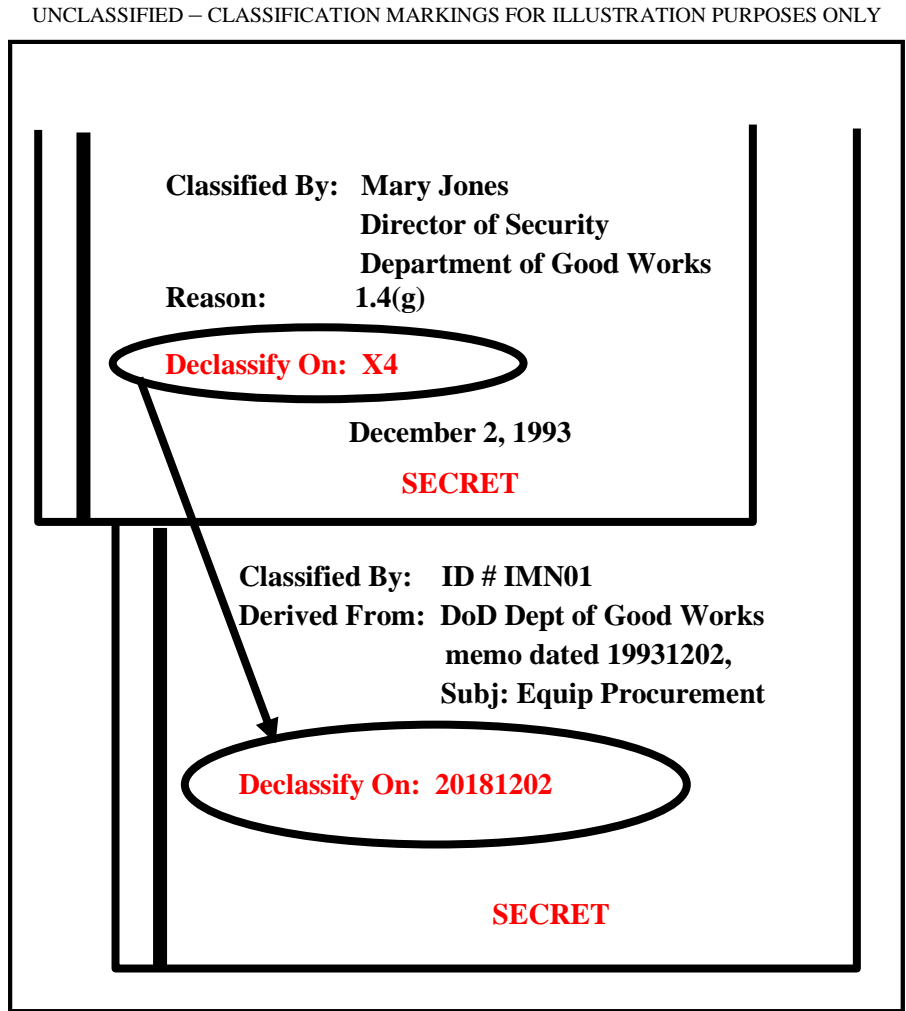 UNCLASSIFIED – CLASSIFICATION MARKINGS FOR ILLUSTRATION PURPOSES ONLY
Classified By: Mary Jones
Director of Security
Department of Good Works
Reason: 1.4(g)
Declassify On: X4
December 2, 1993
SECRET
Classified By: ID # IMN01
Derived From: DoD Dept of Good Works
memo dated 19931202,
Subj: Equip Procurement
Declassify On: 20181202
SECRET